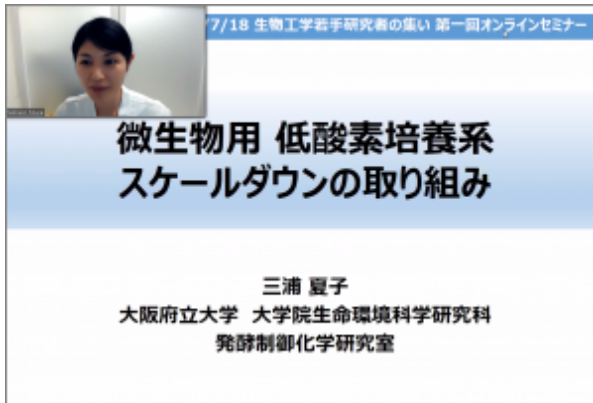 /7/18 生物工学若手研究者の集い 第一回オンラインセミナー
微生物用 低酸素培養系
スケールダウンの取り組み
三浦 夏子
大阪府立大学 大学院生命環境科学研究科
発酵制御化学研究室